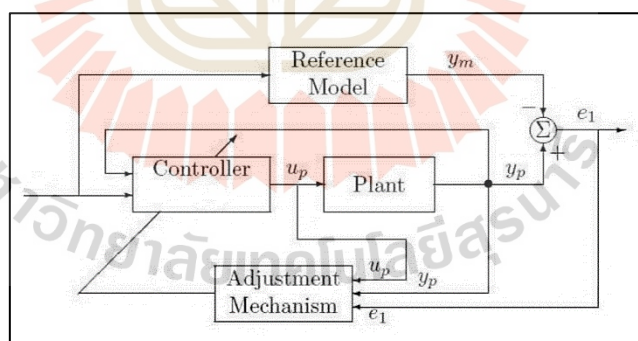 Reference
Model
y_m
−
e_1
Σ
+
Controller
u_p
Plant
y_p
u_p
y_p
Adjustment
Mechanism
e_1